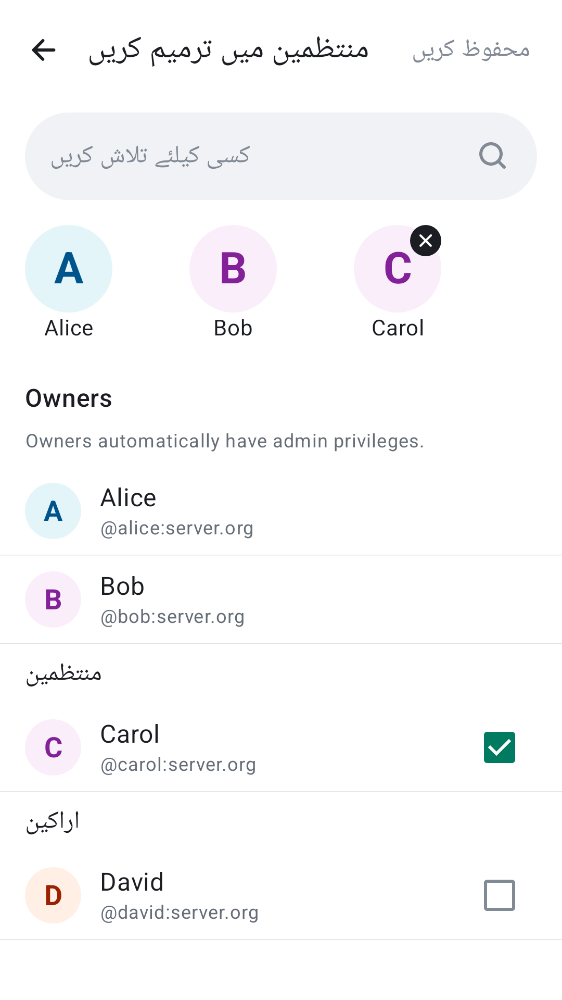 منتظمین میں ترمیم کریں
محفوظ کریں
کسی کیلئے تلاش کریں
A
B
C
Alice
Bob
Carol
Owners
Owners automatically have admin privileges.
A
Alice
@alice:server.org
B
Bob
@bob:server.org
منتظمین
C
Carol
@carol:server.org
اراکین
D
David
@david:server.org